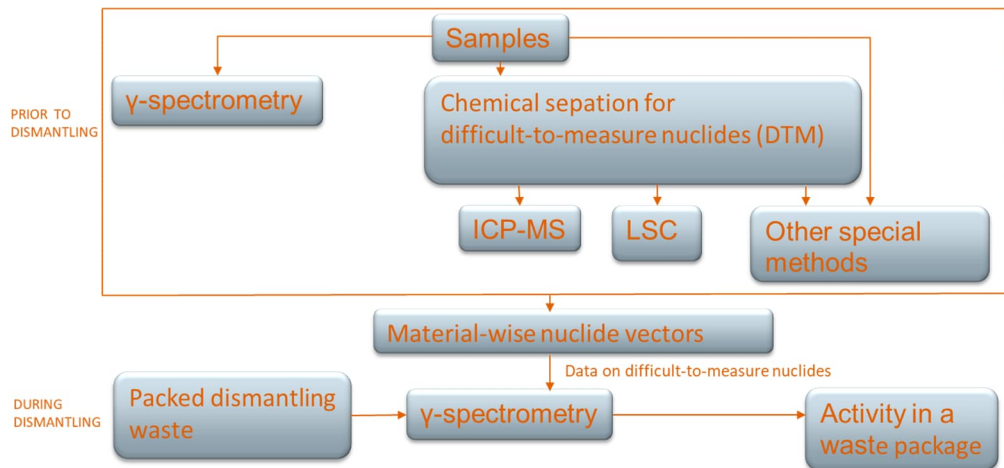 Samples
γ-spectrometry
PRIOR TO
DISMANTLING
Chemical sepation for
difficult-to-measure nuclides (DTM)
ICP-MS
LSC
Other special
methods
Material-wise nuclide vectors
Data on difficult-to-measure nuclides
DURING
DISMANTLING
Packed dismantling
waste
γ-spectrometry
Activity in a
waste package